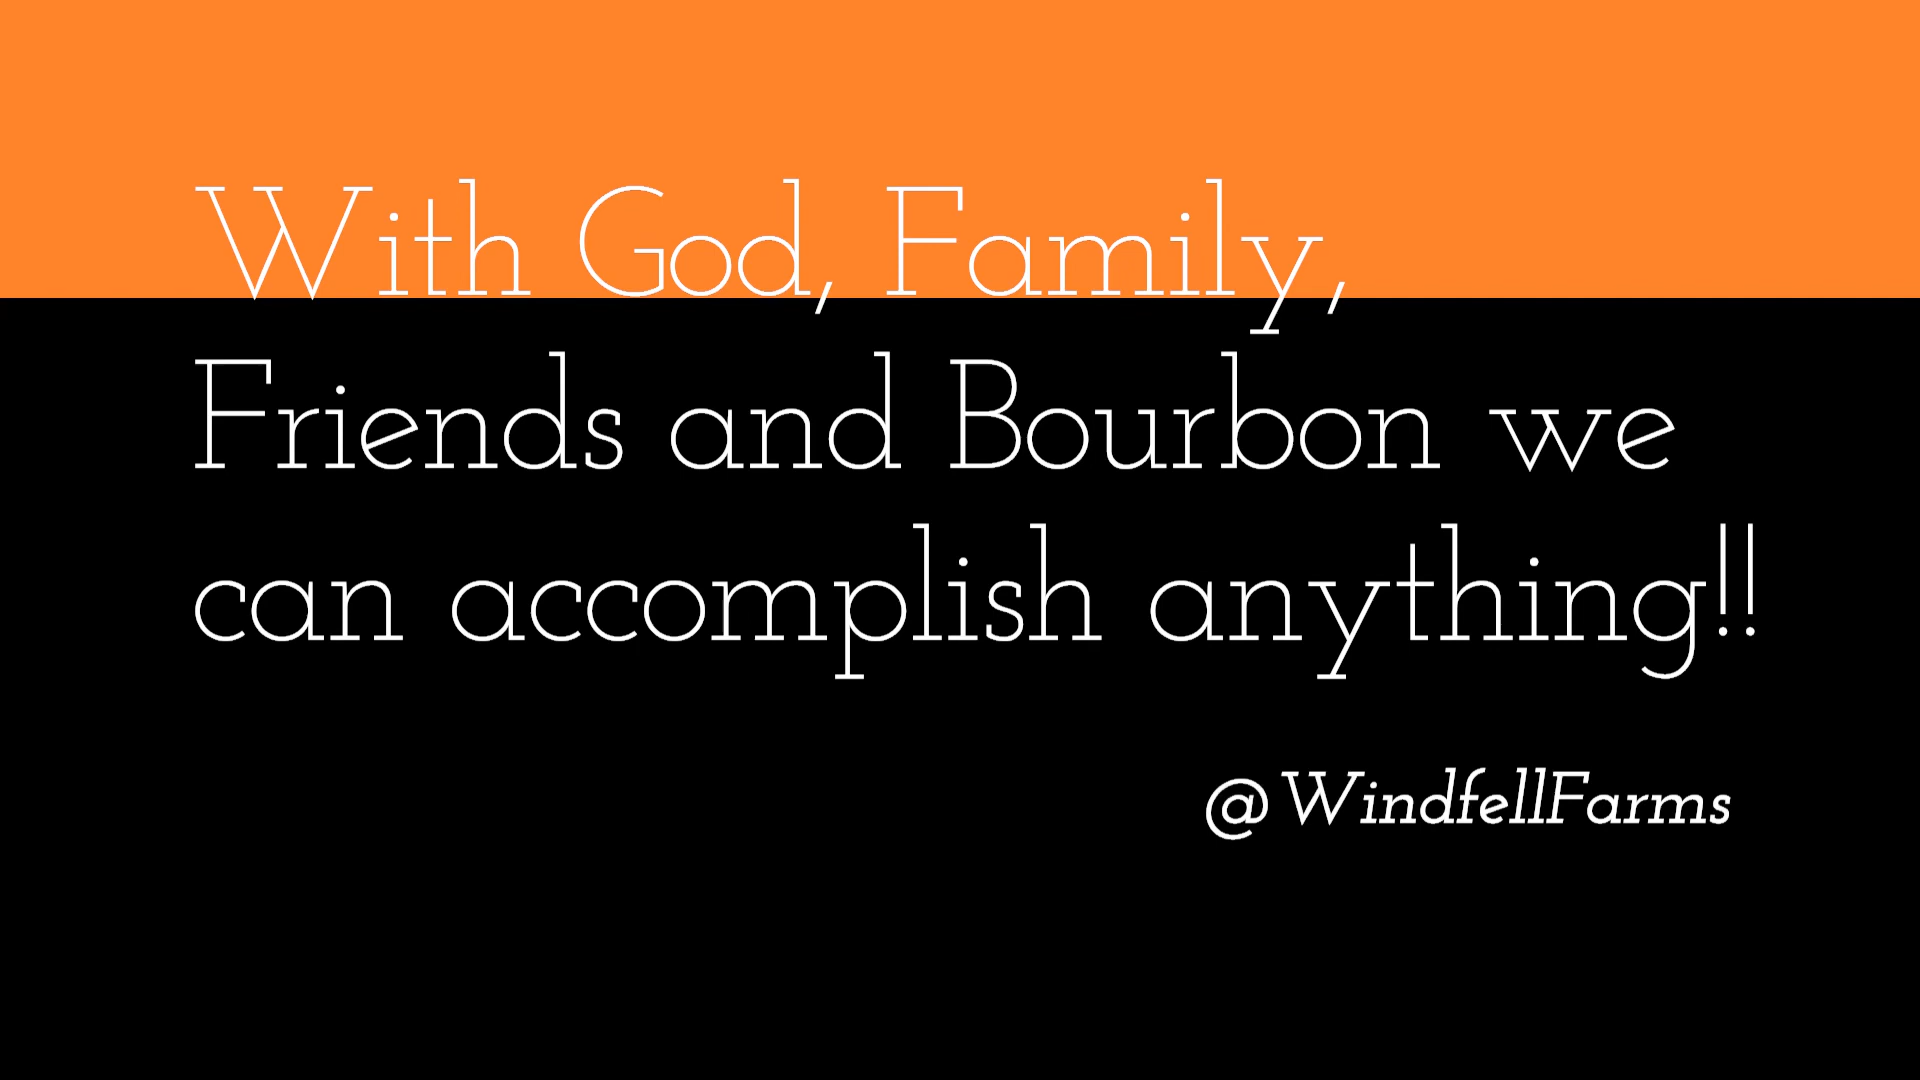 With God, Family,
Friends and Bourbon we
can accomplish anything!!
@WindfellFarms